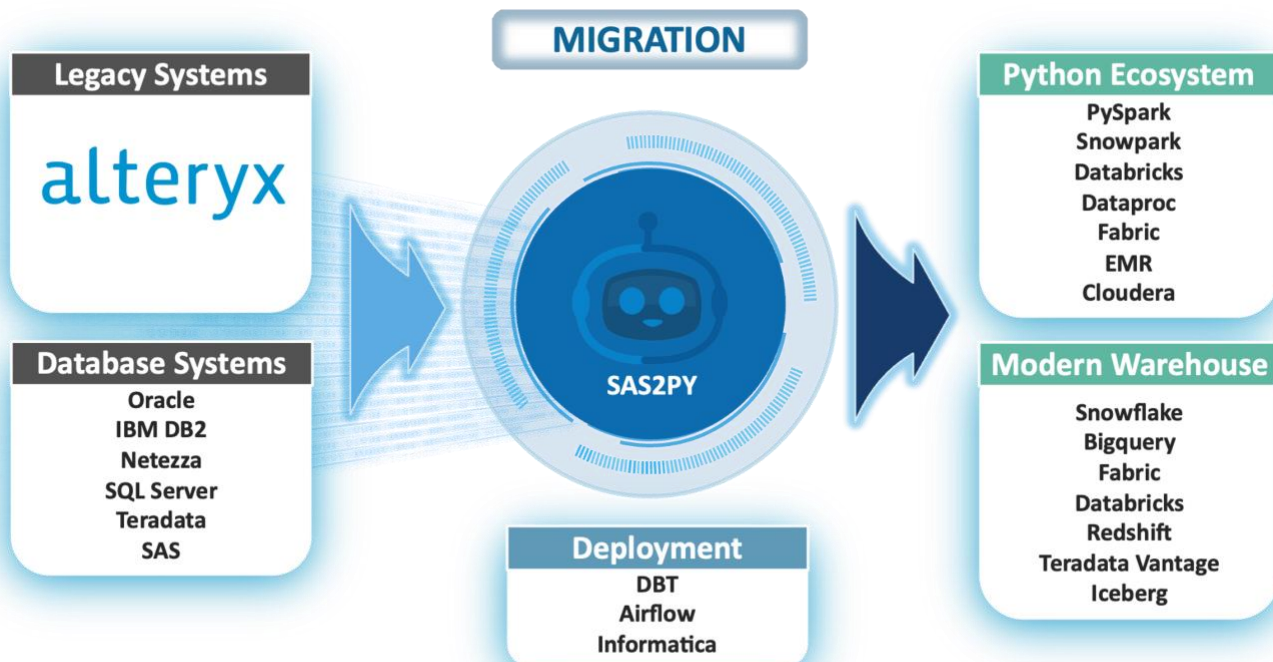 MIGRATION
Legacy Systems
alteryx
Database Systems
Oracle
IBM DB2
Netezza
SQL Server
Teradata
SAS
SAS2PY
Deployment
DBT
Airflow
Informatica
Python Ecosystem
PySpark
Snowpark
Databricks
Dataproc
Fabric
EMR
Cloudera
Modern Warehouse
Snowflake
Bigquery
Fabric
Databricks
Redshift
Teradata Vantage
Iceberg